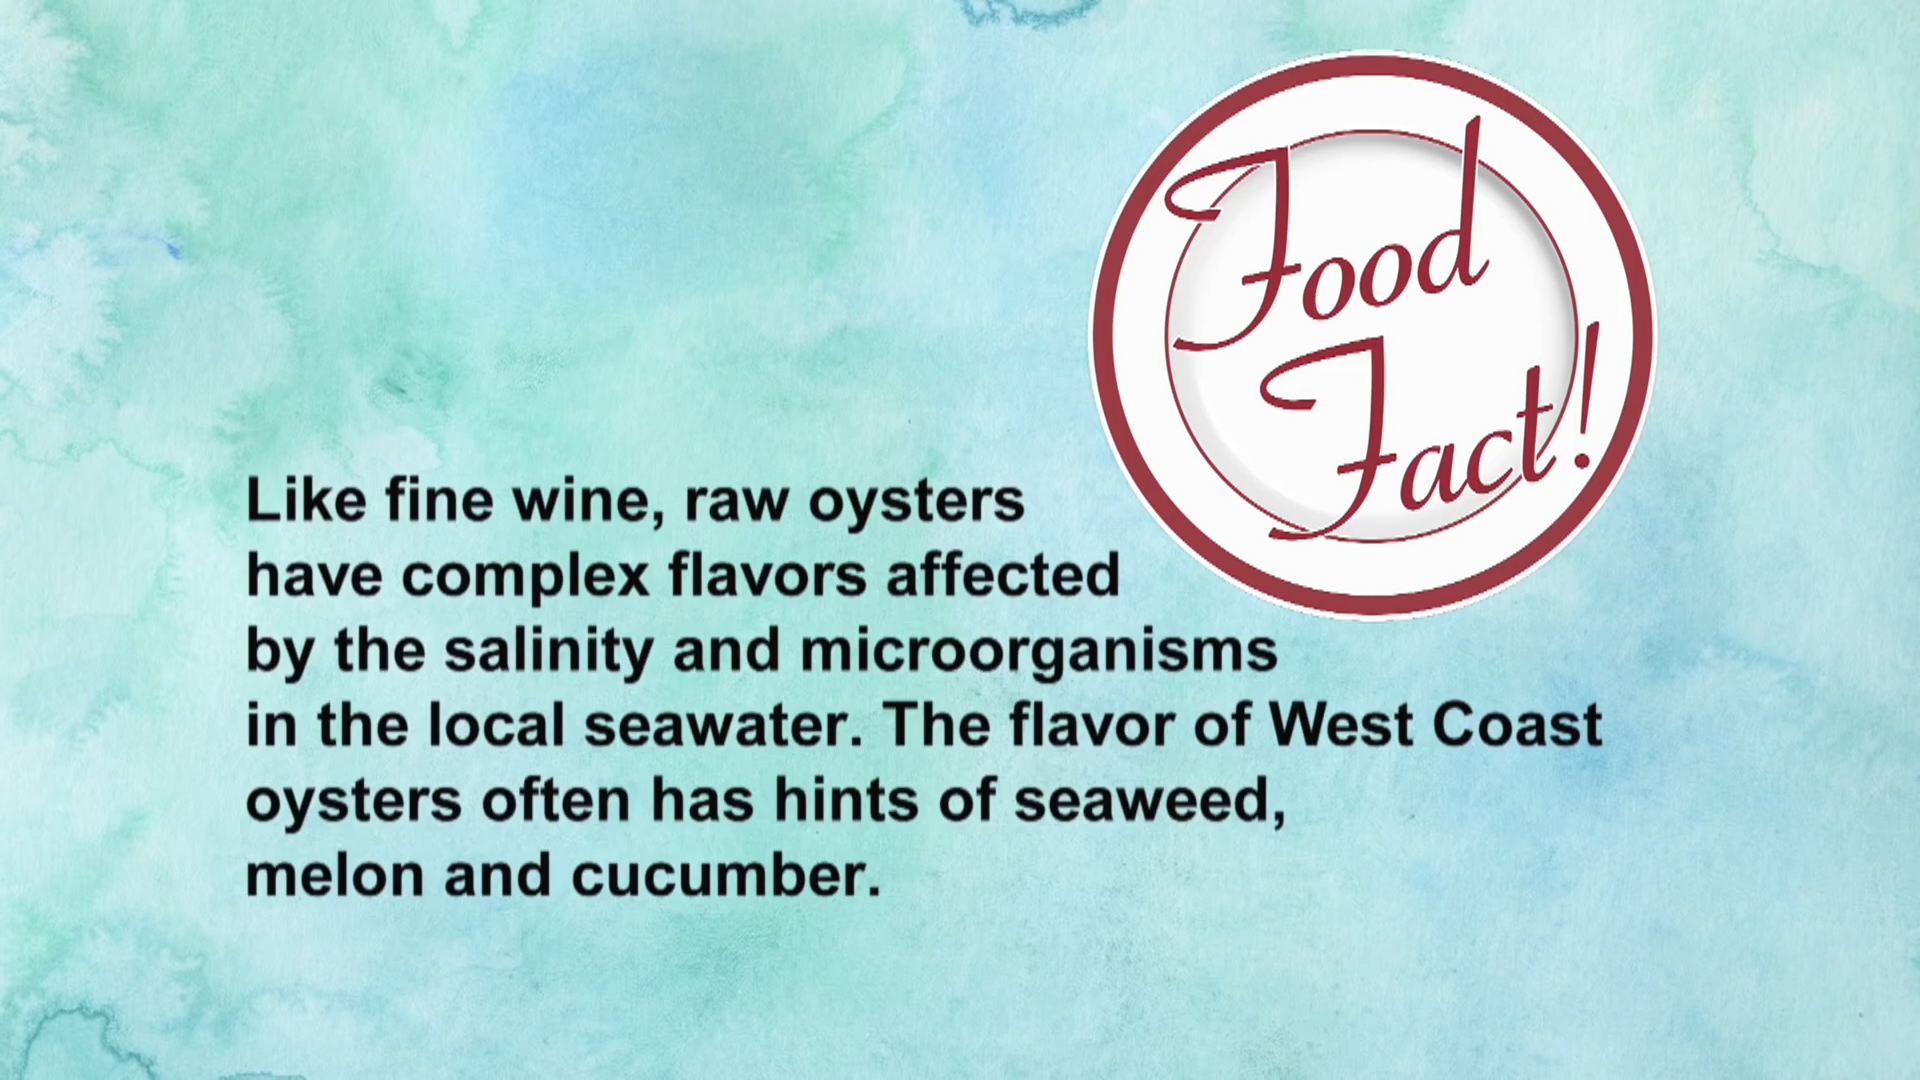 Food
Fact!
Like fine wine, raw oysters
have complex flavors affected
by the salinity and microorganisms
in the local seawater. The flavor of West Coast
oysters often has hints of seaweed,
melon and cucumber.